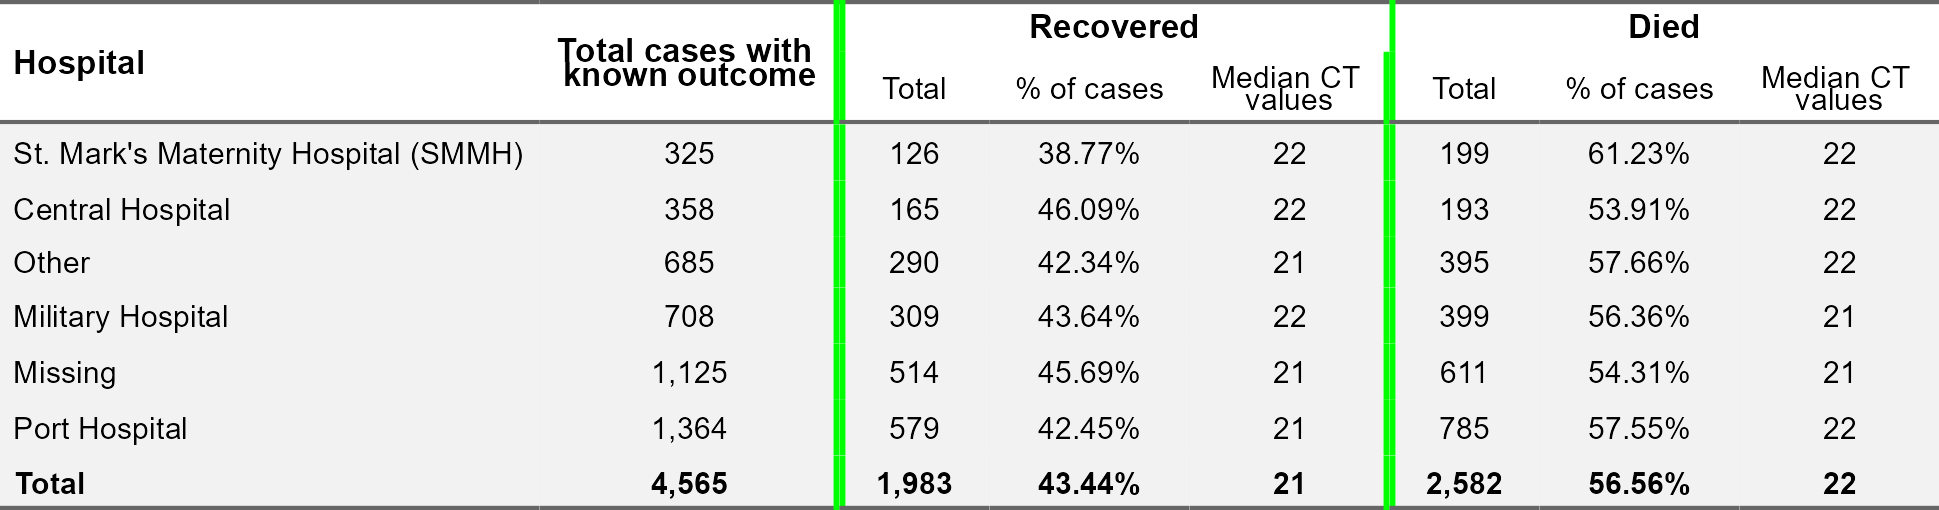 Hospital Total cases with known outcome Recovered Died
Total % of cases Median CT values Total % of cases Median CT values
St. Mark's Maternity Hospital (SMMH) 325 126 38.77% 22 199 61.23% 22
Central Hospital 358 165 46.09% 22 193 53.91% 22
Other 685 290 42.34% 21 395 57.66% 22
Military Hospital 708 309 43.64% 22 399 56.36% 21
Missing 1,125 514 45.69% 21 611 54.31% 21
Port Hospital 1,364 579 42.45% 21 785 57.55% 22
Total 4,565 1,983 43.44% 21 2,582 56.56% 22